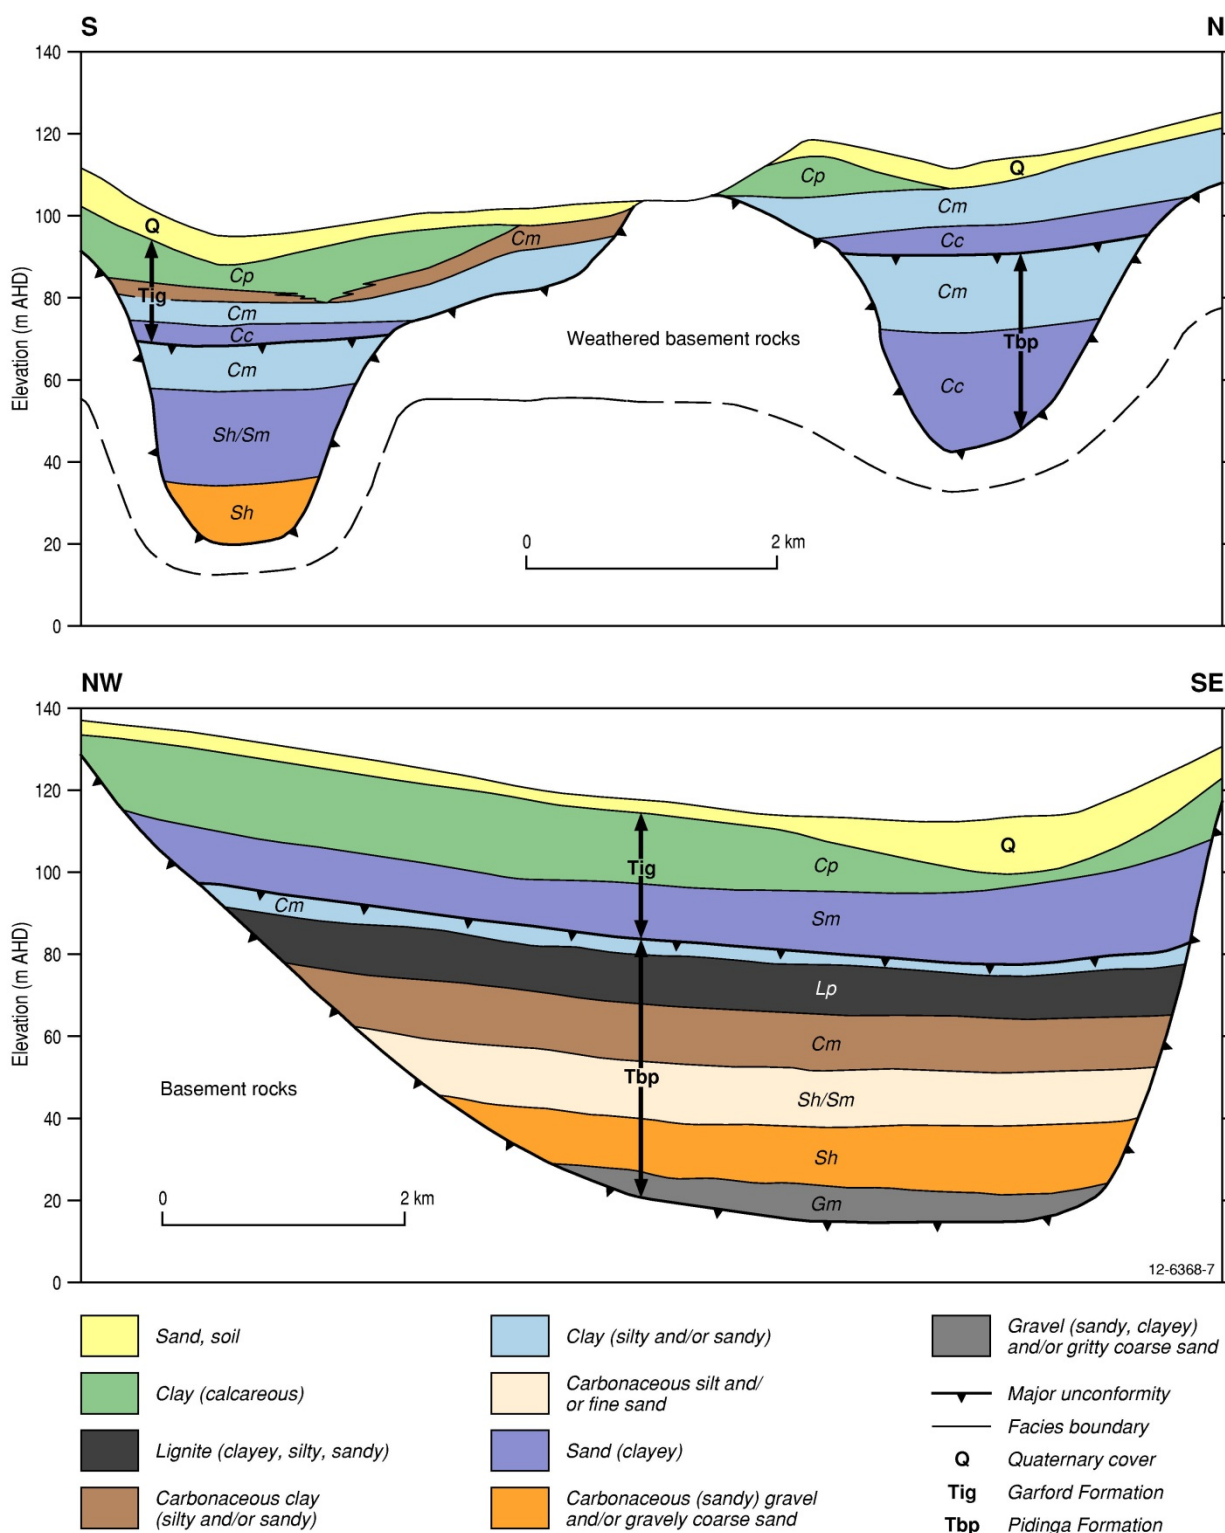 S
N
140
120
100
80
60
40
20
0
Elevation (m AHD)
Q
Tig
Cp
Cm
Cm
Cc
Cm
Sh/Sm
Sh
Weathered basement rocks
0
2 km
Cp
Q
Cm
Cc
Cm
Tbp
Cc
NW
SE
140
120
100
80
60
40
20
0
Elevation (m AHD)
Tig
Q
Cp
Cm
Sm
Lp
Cm
Tbp
Sh/Sm
Sh
Gm
Basement rocks
0
2 km
12-6368-7
Sand, soil
Clay (calcareous)
Lignite (clayey, silty, sandy)
Carbonaceous clay
(silty and/or sandy)
Clay (silty and/or sandy)
Carbonaceous silt and/
or fine sand
Sand (clayey)
Carbonaceous (sandy) gravel
and/or gravely coarse sand
Gravel (sandy, clayey)
and/or gritty coarse sand
Major unconformity
Facies boundary
Q Quaternary cover
Tig Garford Formation
Tbp Pidinga Formation